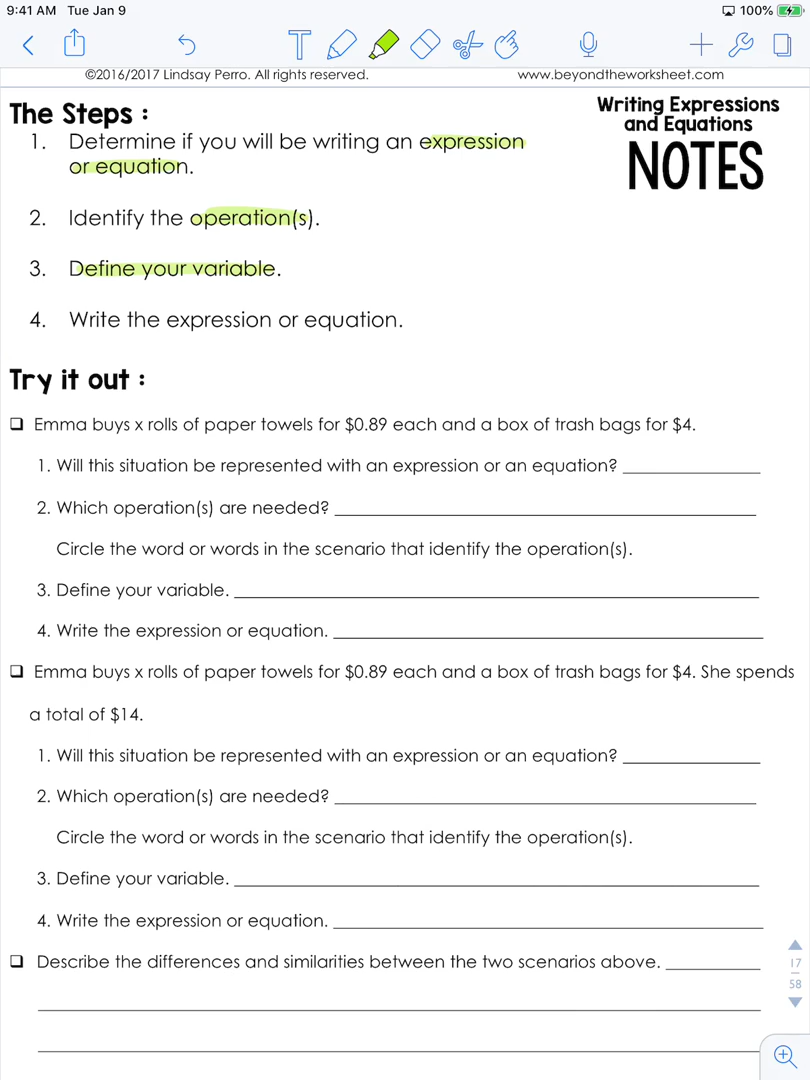 9:41 AM Tue Jan 9 100%
T
©2016/2017 Lindsay Perro. All rights reserved. www.beyondtheworksheet.com
The Steps :
Writing Expressions
and Equations
NOTES
1. Determine if you will be writing an expression
or equation.
2. Identify the operation(s).
3. Define your variable.
4. Write the expression or equation.
Try it out :
❑ Emma buys x rolls of paper towels for $0.89 each and a box of trash bags for $4.
1. Will this situation be represented with an expression or an equation? _______________
2. Which operation(s) are needed? _______________
Circle the word or words in the scenario that identify the operation(s).
3. Define your variable. _______________
4. Write the expression or equation. _______________
❑ Emma buys x rolls of paper towels for $0.89 each and a box of trash bags for $4. She spends
a total of $14.
1. Will this situation be represented with an expression or an equation? _______________
2. Which operation(s) are needed? _______________
Circle the word or words in the scenario that identify the operation(s).
3. Define your variable. _______________
4. Write the expression or equation. _______________
❑ Describe the differences and similarities between the two scenarios above. __________
17
58